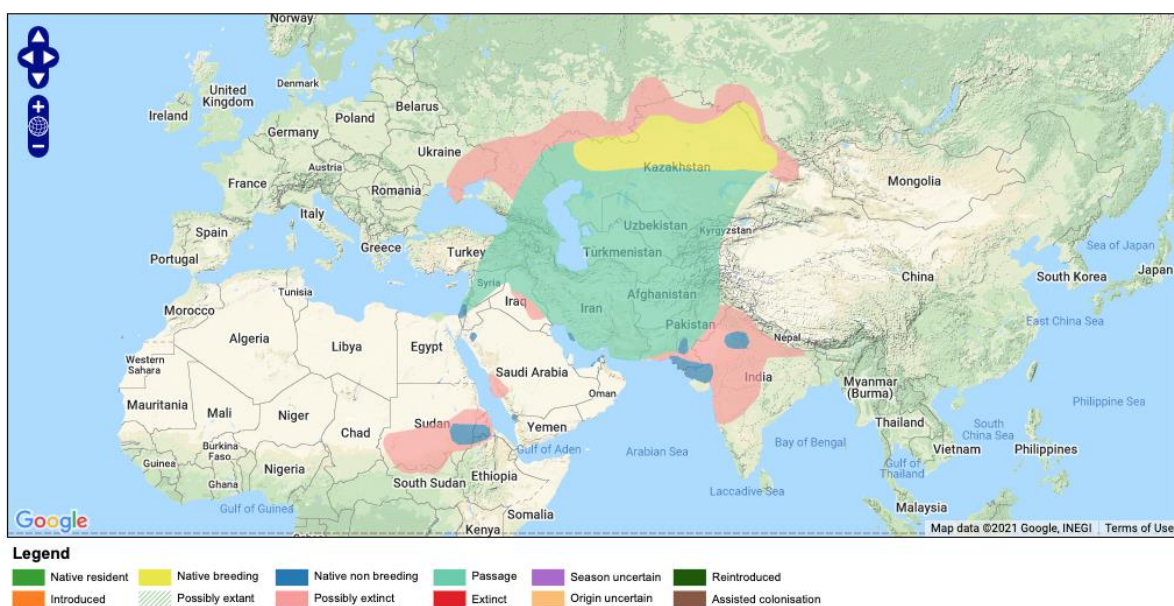 Norway
United
Kingdom
Denmark
Ireland
Belarus
Poland
Germany
Ukraine
Kazakhstan
Austria
France
Romania
Mongolia
Italy
Uzbekistan
Kyrgyzstan
Spain
Greece
Turkey
Turkmenistan
Sea of Japan
Portugal
China
South Korea
Japan
Syria
Tunisia
Afghanistan
Iraq
Iran
Morocco
East China Sea
Pakistan
Nepal
Algeria
Libya
Egypt
Western
Sahara
Saudi Arabia
India
Oman
Myanmar
(Burma)
Mauritania
Mali
Niger
Philippine Sea
Sudan
Chad
Yemen
Thailand
South
China Sea
Bay of Bengal
Burkina
Faso
Gulf of Aden
Arabian Sea
Vietnam
Philippines
Guinea
Nigeria
Ethiopia
Gulf of
Thailand
South Sudan
Ghana
Laccadive Sea
Gulf of Guinea
Somalia
Malaysia
Kenya
Google
Map data ©2021 Google, INEGI
Terms of Use
Legend
Native resident Native breeding Native non breeding Passage Season uncertain Reintroduced
Introduced Possibly extant Possibly extinct Extinct Origin uncertain Assisted colonisation